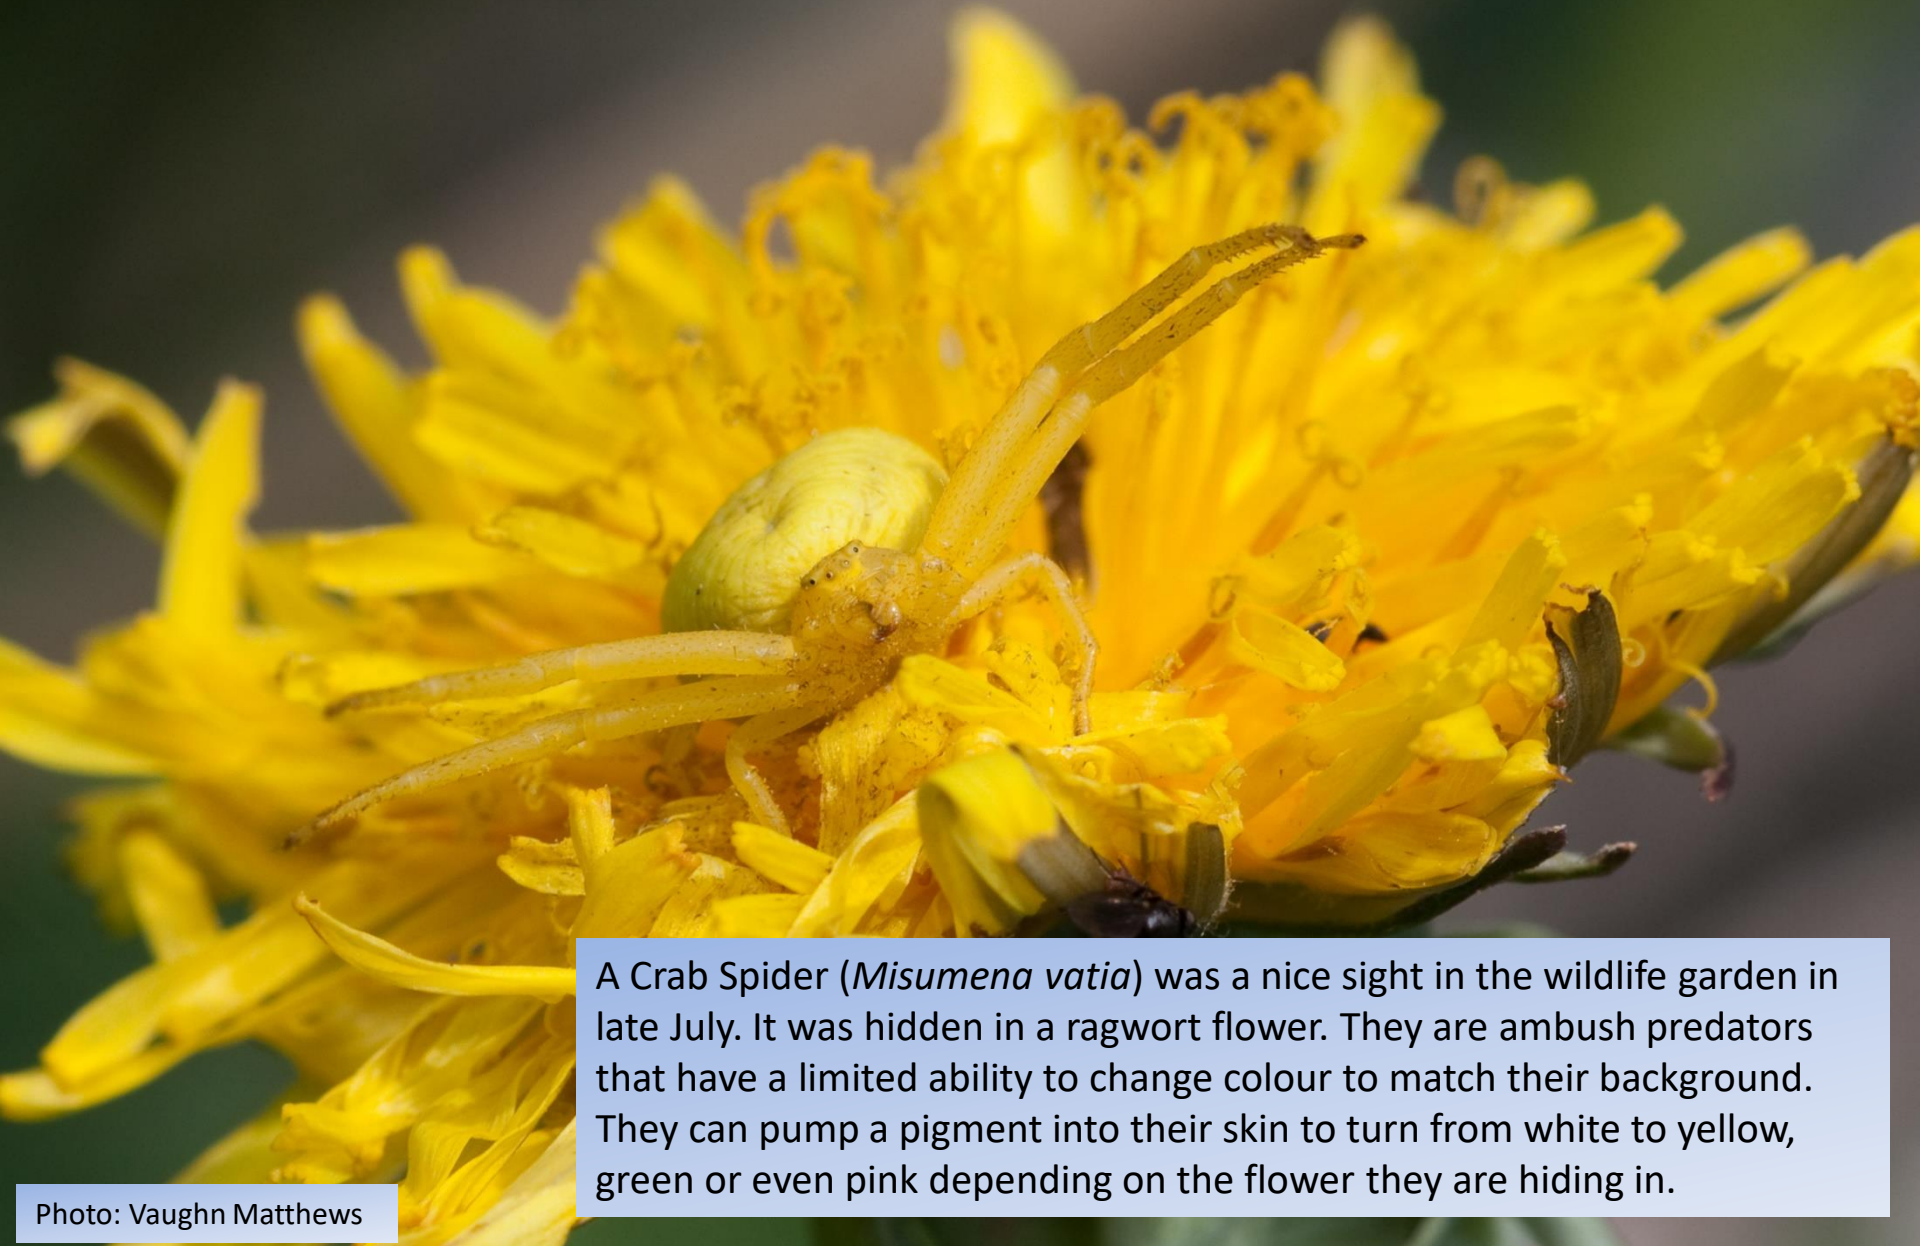 A Crab Spider (Misumena vatia) was a nice sight in the wildlife garden in
late July. It was hidden in a ragwort flower. They are ambush predators
that have a limited ability to change colour to match their background.
They can pump a pigment into their skin to turn from white to yellow,
green or even pink depending on the flower they are hiding in.
Photo: Vaughn Matthews